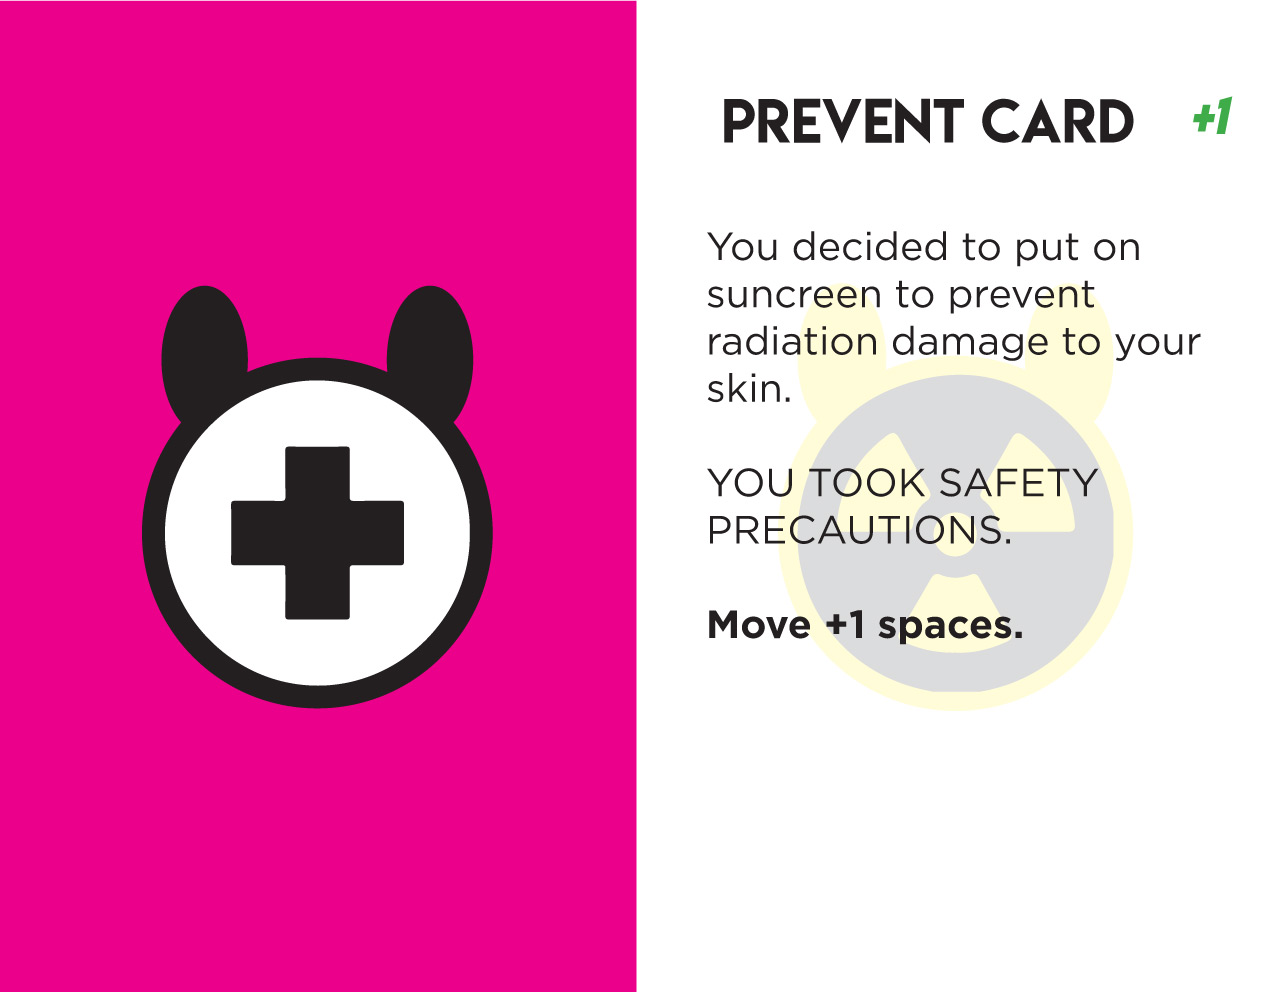 PREVENT CARD +1
You decided to put on
suncreen to prevent
radiation damage to your
skin.
YOU TOOK SAFETY
PRECAUTIONS.
Move +1 spaces.